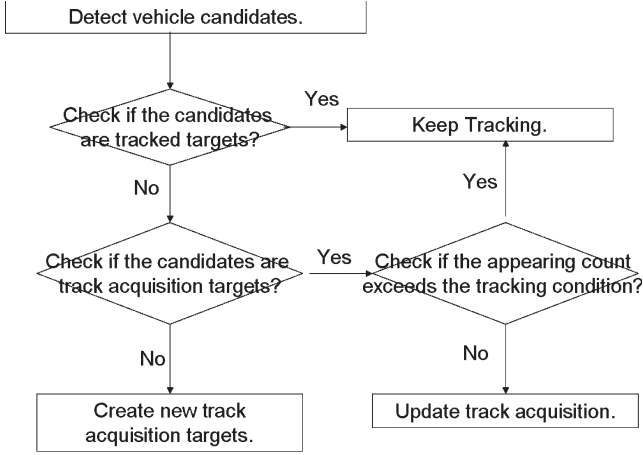 Detect vehicle candidates.
Yes
Check if the candidates
are tracked targets?
Keep Tracking.
No
Yes
Check if the candidates are
track acquisition targets?
Yes
Check if the appearing count
exceeds the tracking condition?
No
No
Create new track
acquisition targets.
Update track acquisition.